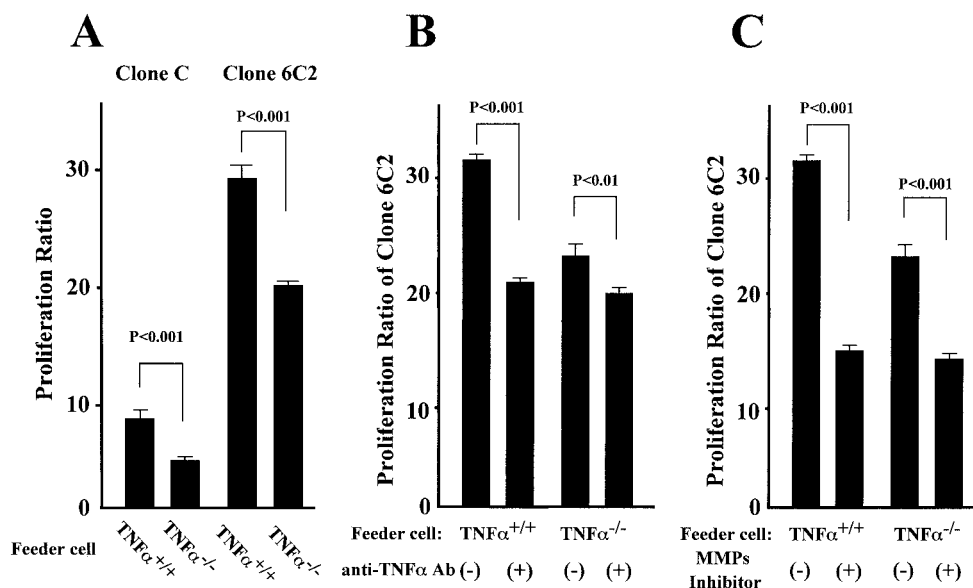 A
Clone C Clone 6C2
P<0.001
P<0.001
Proliferation Ratio
30
20
10
0
Feeder cell
TNFα+/+
TNFα-/-
TNFα+/+
TNFα-/-
B
P<0.001
P<0.01
Proliferation Ratio of Clone 6C2
30
20
10
0
Feeder cell: TNFα+/+ TNFα-/-
anti-TNFα Ab (-) (+) (-) (+)
C
P<0.001
P<0.001
Proliferation Ratio of Clone 6C2
30
20
10
0
Feeder cell: TNFα+/+ TNFα-/-
MMPs
Inhibitor (-) (+) (-) (+)